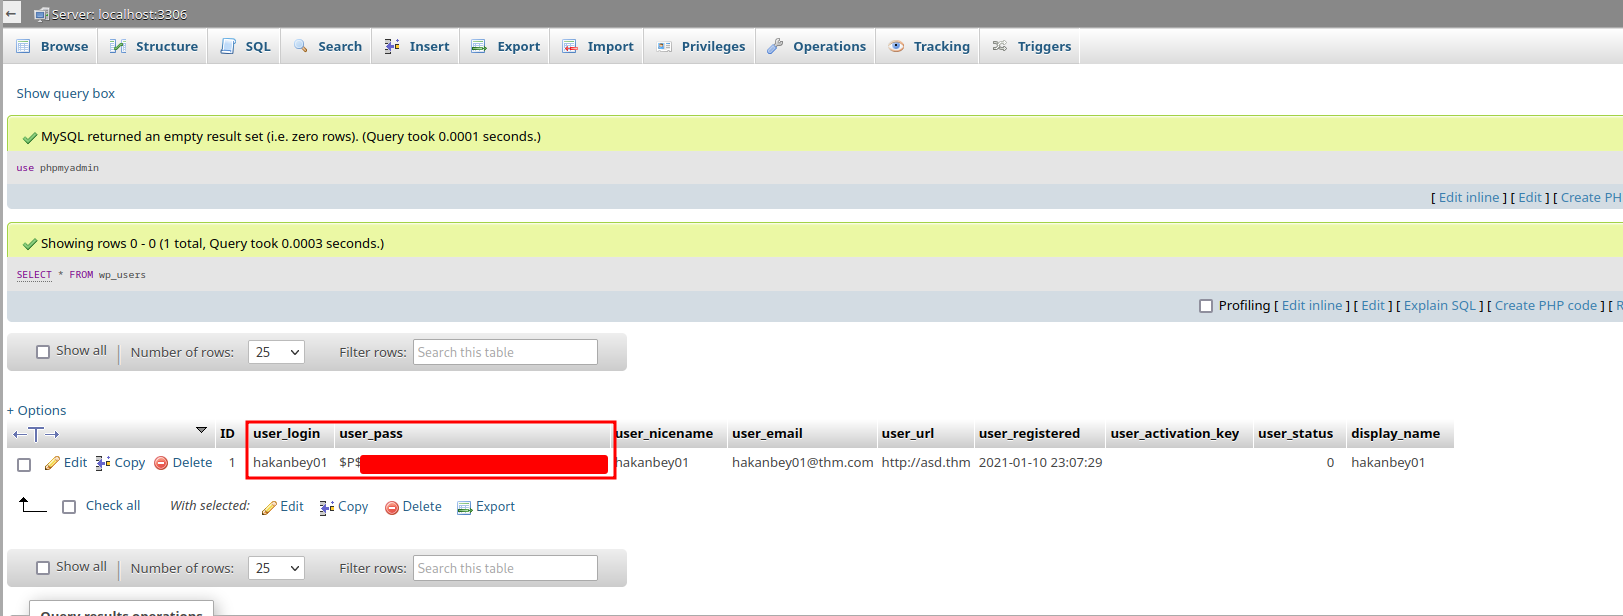 Server: localhost:3306
Browse Structure SQL Search Insert Export Import Privileges Operations Tracking Triggers
Show query box
MySQL returned an empty result set (i.e. zero rows). (Query took 0.0001 seconds.)
use phpmyadmin
[ Edit inline ] [ Edit ] [ Create PH
Showing rows 0 - 0 (1 total, Query took 0.0003 seconds.)
SELECT * FROM wp_users
Profiling [ Edit inline ] [ Edit ] [ Explain SQL ] [ Create PHP code ] [ R
Show all Number of rows: 25 Filter rows: Search this table
+ Options
ID user_login user_pass user_nicename user_email user_url user_registered user_activation_key user_status display_name
Edit Copy Delete 1 hakanbey01 $P$ hakanbey01 hakanbey01@thm.com http://asd.thm 2021-01-10 23:07:29 0 hakanbey01
Check all With selected: Edit Copy Delete Export
Show all Number of rows: 25 Filter rows: Search this table
Query results operations